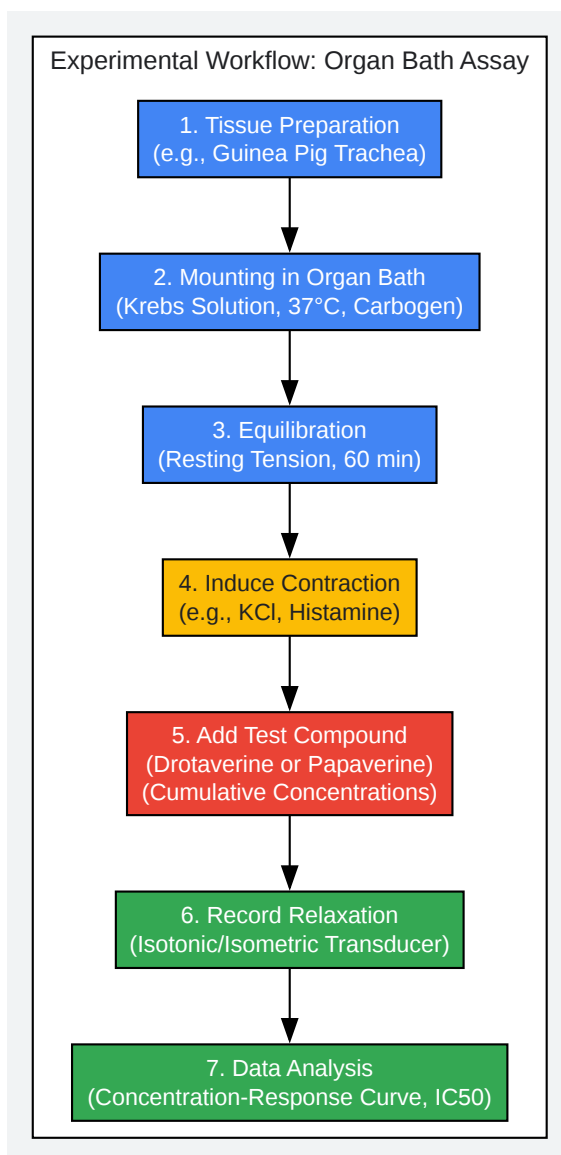 Experimental Workflow: Organ Bath Assay
1. Tissue Preparation
(e.g., Guinea Pig Trachea)
2. Mounting in Organ Bath
(Krebs Solution, 37°C, Carbogen)
3. Equilibration
(Resting Tension, 60 min)
4. Induce Contraction
(e.g., KCl, Histamine)
5. Add Test Compound
(Drotaverine or Papaverine)
(Cumulative Concentrations)
6. Record Relaxation
(Isotonic/Isometric Transducer)
7. Data Analysis
(Concentration-Response Curve, IC50)